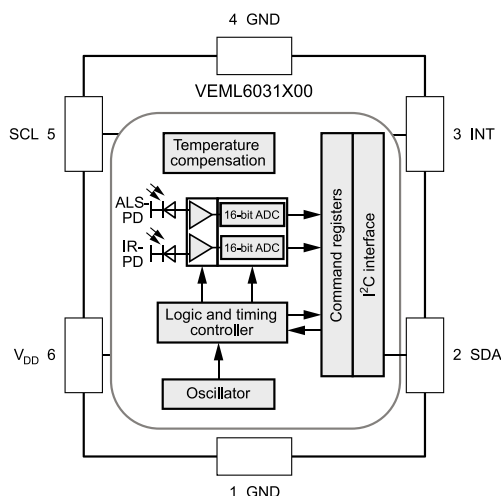 4 GND
VEML6031X00
SCL 5
3 INT
Temperature
compensation
ALS-
PD
16-bit ADC
IR-
PD
16-bit ADC
Command registers
I²C interface
Logic and timing
controller
V_DD 6
2 SDA
Oscillator
1 GND